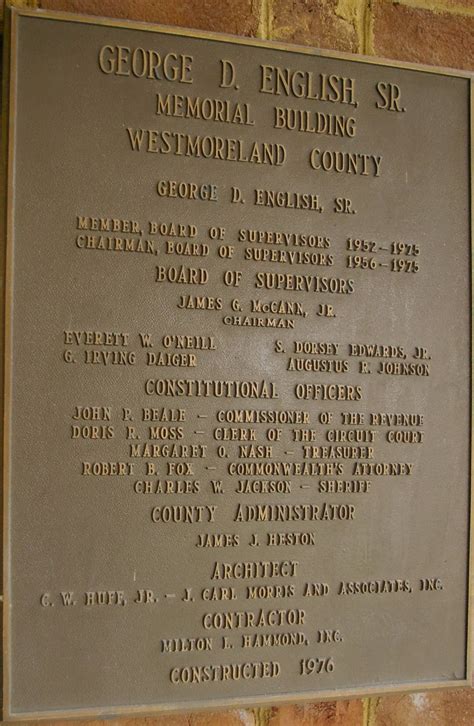 GEORGE D. ENGLISH, SR.
MEMORIAL BUILDING
WESTMORELAND COUNTY
GEORGE D. ENGLISH, SR.
MEMBER, BOARD OF SUPERVISORS 1952-1975
CHAIRMAN, BOARD OF SUPERVISORS 1956-1975
BOARD OF SUPERVISORS
JAMES G. McCANN, JR.
CHAIRMAN
EVERETT W. O'NEILL S. DORSEY EDWARDS, JR.
G. IRVING DAIGER AUGUSTUS R. JOHNSON
CONSTITUTIONAL OFFICERS
JOHN P. BEALE - COMMISSIONER OF THE REVENUE
DORIS R. MOSS - CLERK OF THE CIRCUIT COURT
MARGARET O. NASH - TREASURER
ROBERT B. FOX - COMMONWEALTH'S ATTORNEY
CHARLES W. JACKSON - SHERIFF
COUNTY ADMINISTRATOR
JAMES J. HESTON
ARCHITECT
C. W. HUFF, JR. - J. CARL MORRIS AND ASSOCIATES, INC.
CONTRACTOR
MILTON L. HAMMOND, INC.
CONSTRUCTED 1976